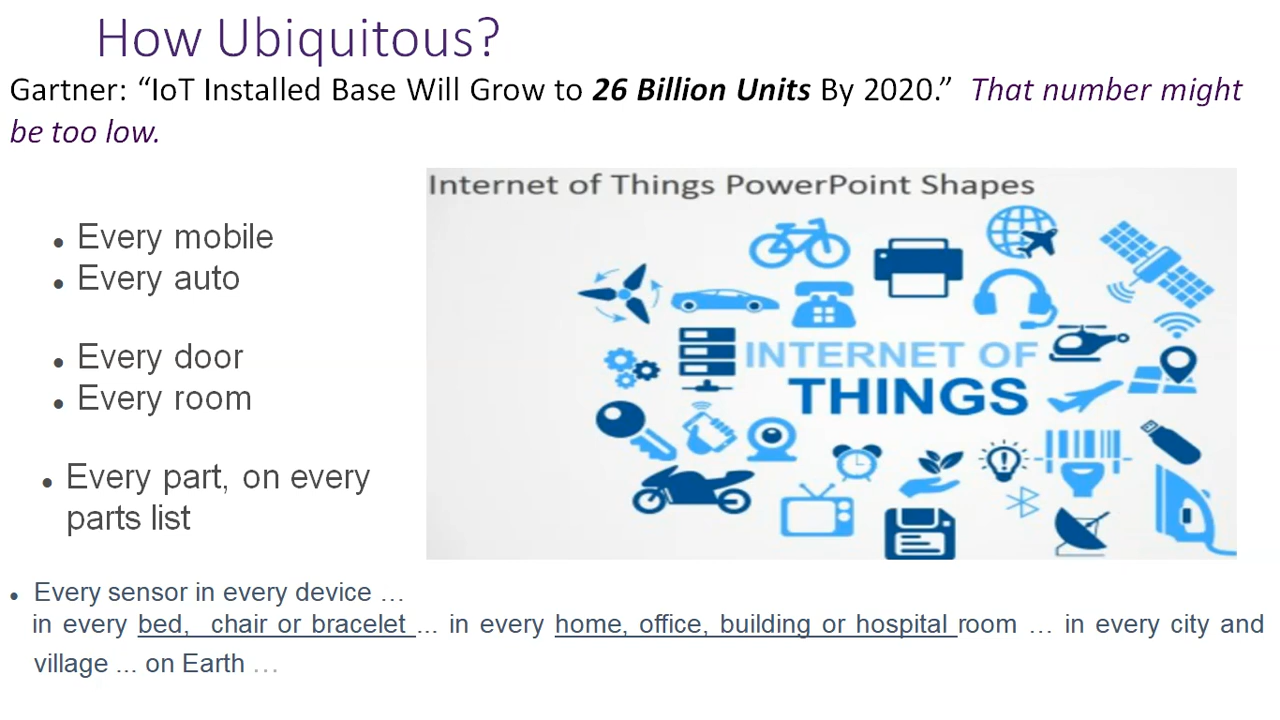 How Ubiquitous?
Gartner: “IoT Installed Base Will Grow to 26 Billion Units By 2020.” That number might
be too low.
Internet of Things PowerPoint Shapes
• Every mobile
• Every auto
• Every door
• Every room
• Every part, on every
parts list
INTERNET OF
THINGS
• Every sensor in every device …
in every bed, chair or bracelet ... in every home, office, building or hospital room … in every city and
village ... on Earth …